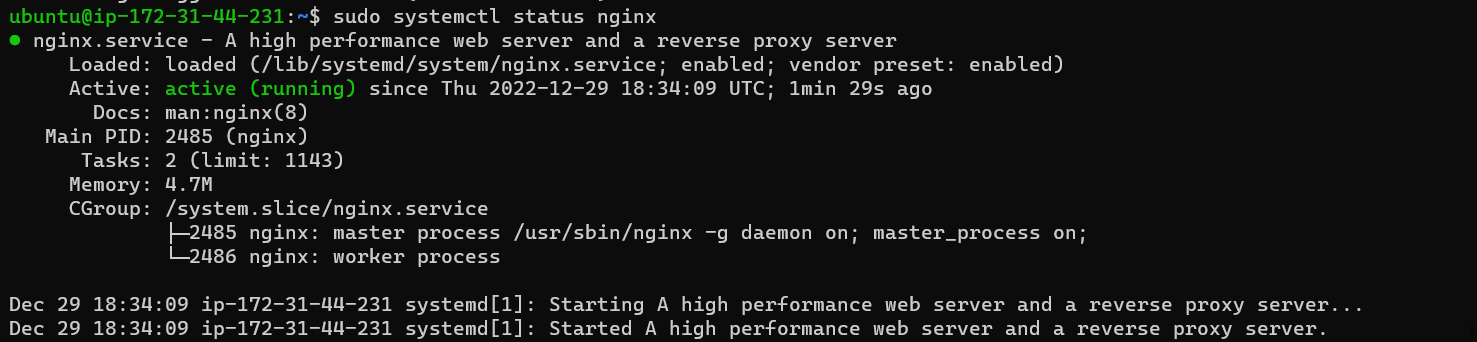 ubuntu@ip-172-31-44-231:~$ sudo systemctl status nginx
● nginx.service - A high performance web server and a reverse proxy server
     Loaded: loaded (/lib/systemd/system/nginx.service; enabled; vendor preset: enabled)
     Active: active (running) since Thu 2022-12-29 18:34:09 UTC; 1min 29s ago
       Docs: man:nginx(8)
   Main PID: 2485 (nginx)
      Tasks: 2 (limit: 1143)
     Memory: 4.7M
     CGroup: /system.slice/nginx.service
             ├─2485 nginx: master process /usr/sbin/nginx -g daemon on; master_process on;
             └─2486 nginx: worker process
Dec 29 18:34:09 ip-172-31-44-231 systemd[1]: Starting A high performance web server and a reverse proxy server...
Dec 29 18:34:09 ip-172-31-44-231 systemd[1]: Started A high performance web server and a reverse proxy server.